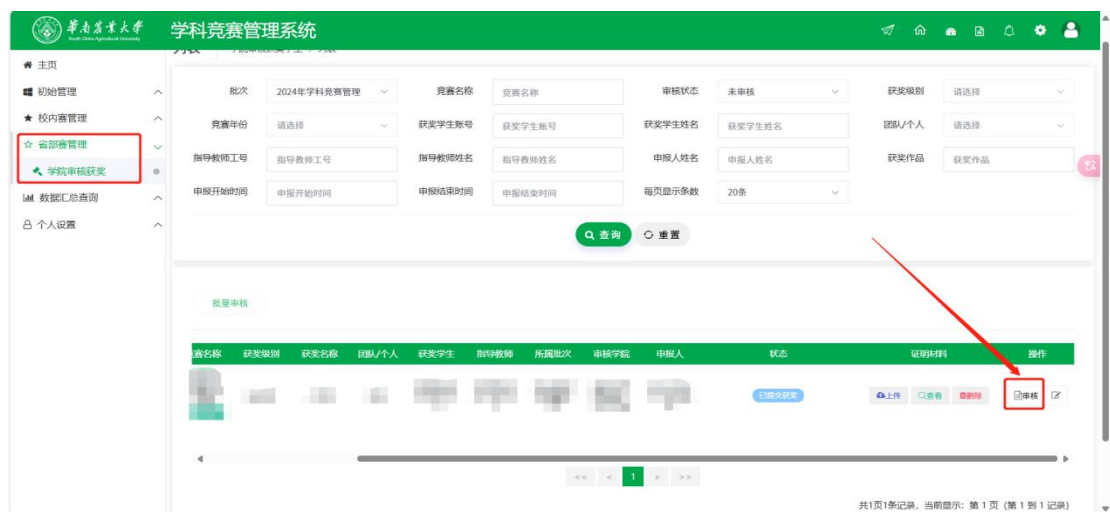 華南農業大學 学科竞赛管理系统
South China Agricultural University
主页
初始管理
校内赛管理
省部赛管理
学院审核获奖
数据汇总查询
个人设置
批次 2024年学科竞赛管理 竞赛名称 竞赛名称 审核状态 未审核 获奖级别 请选择
竞赛年份 请选择 获奖学生账号 获奖学生账号 获奖学生姓名 获奖学生姓名 团队/个人 请选择
指导教师工号 指导教师工号 指导教师姓名 指导教师姓名 申报人姓名 申报人姓名 获奖作品 获奖作品
申报开始时间 申报开始时间 申报结束时间 申报结束时间 每页显示条数 20条
查询 重置
批量审核
竞赛名称 获奖级别 获奖名称 团队/个人 获奖学生 指导教师 所属批次 审核学院 申报人 状态 证明材料 操作
已提交获奖 上传 查看 删除 审核
<< < 1 > >>
共1页1条记录，当前显示：第 1 页 (第 1 到 1 记录)